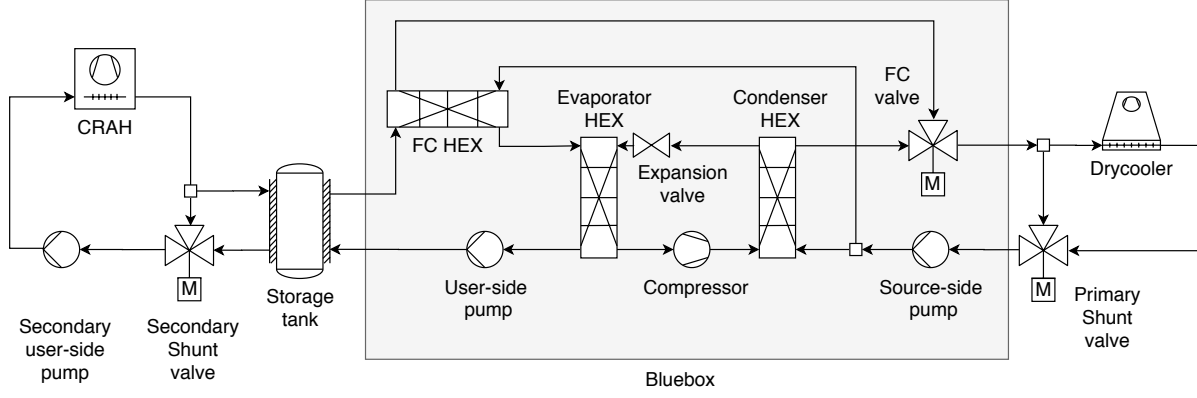 CRAH
FC HEX
Evaporator
HEX
Condenser
HEX
FC
valve
Expansion
valve
M
Drycooler
M
Storage
tank
User-side
pump
Compressor
Source-side
pump
M
Primary
Shunt
valve
Secondary
user-side
pump
Secondary
Shunt
valve
Bluebox